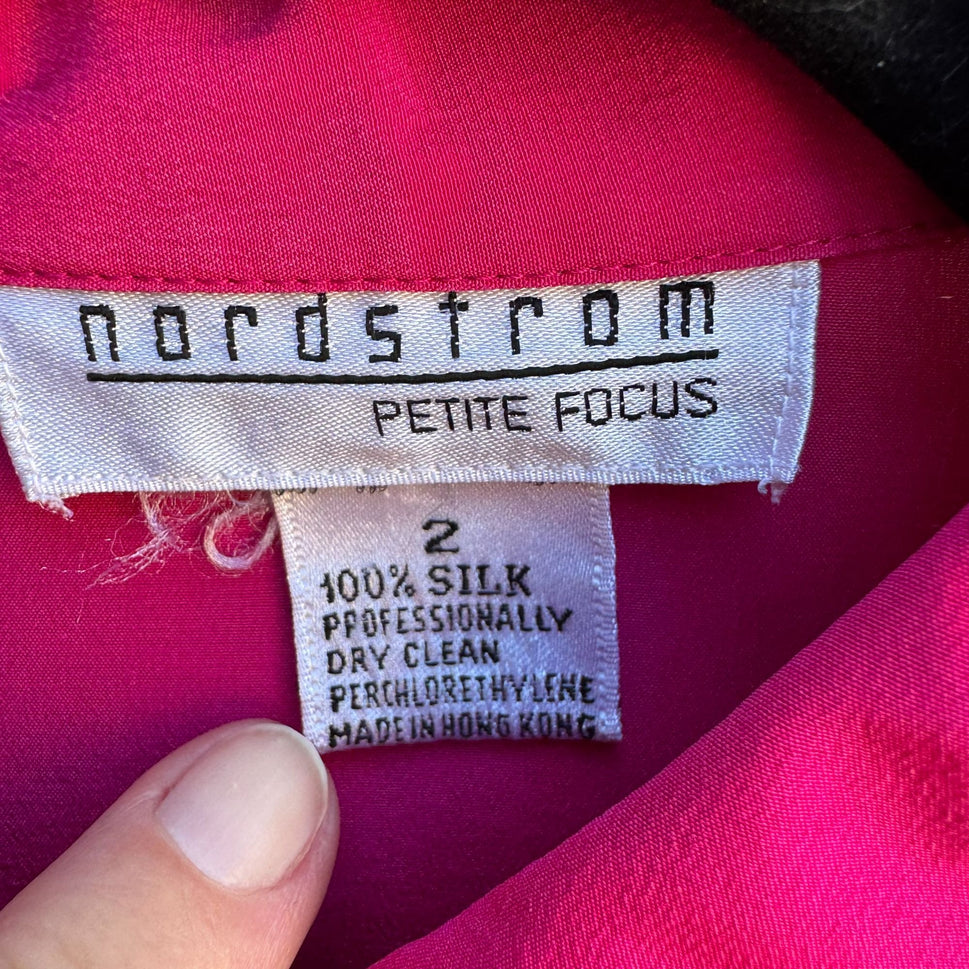 nordstrom
PETITE FOCUS
2
100% SILK
PROFESSIONALLY
DRY CLEAN
PERCHLORETHYLENE
MADE IN HONG KONG